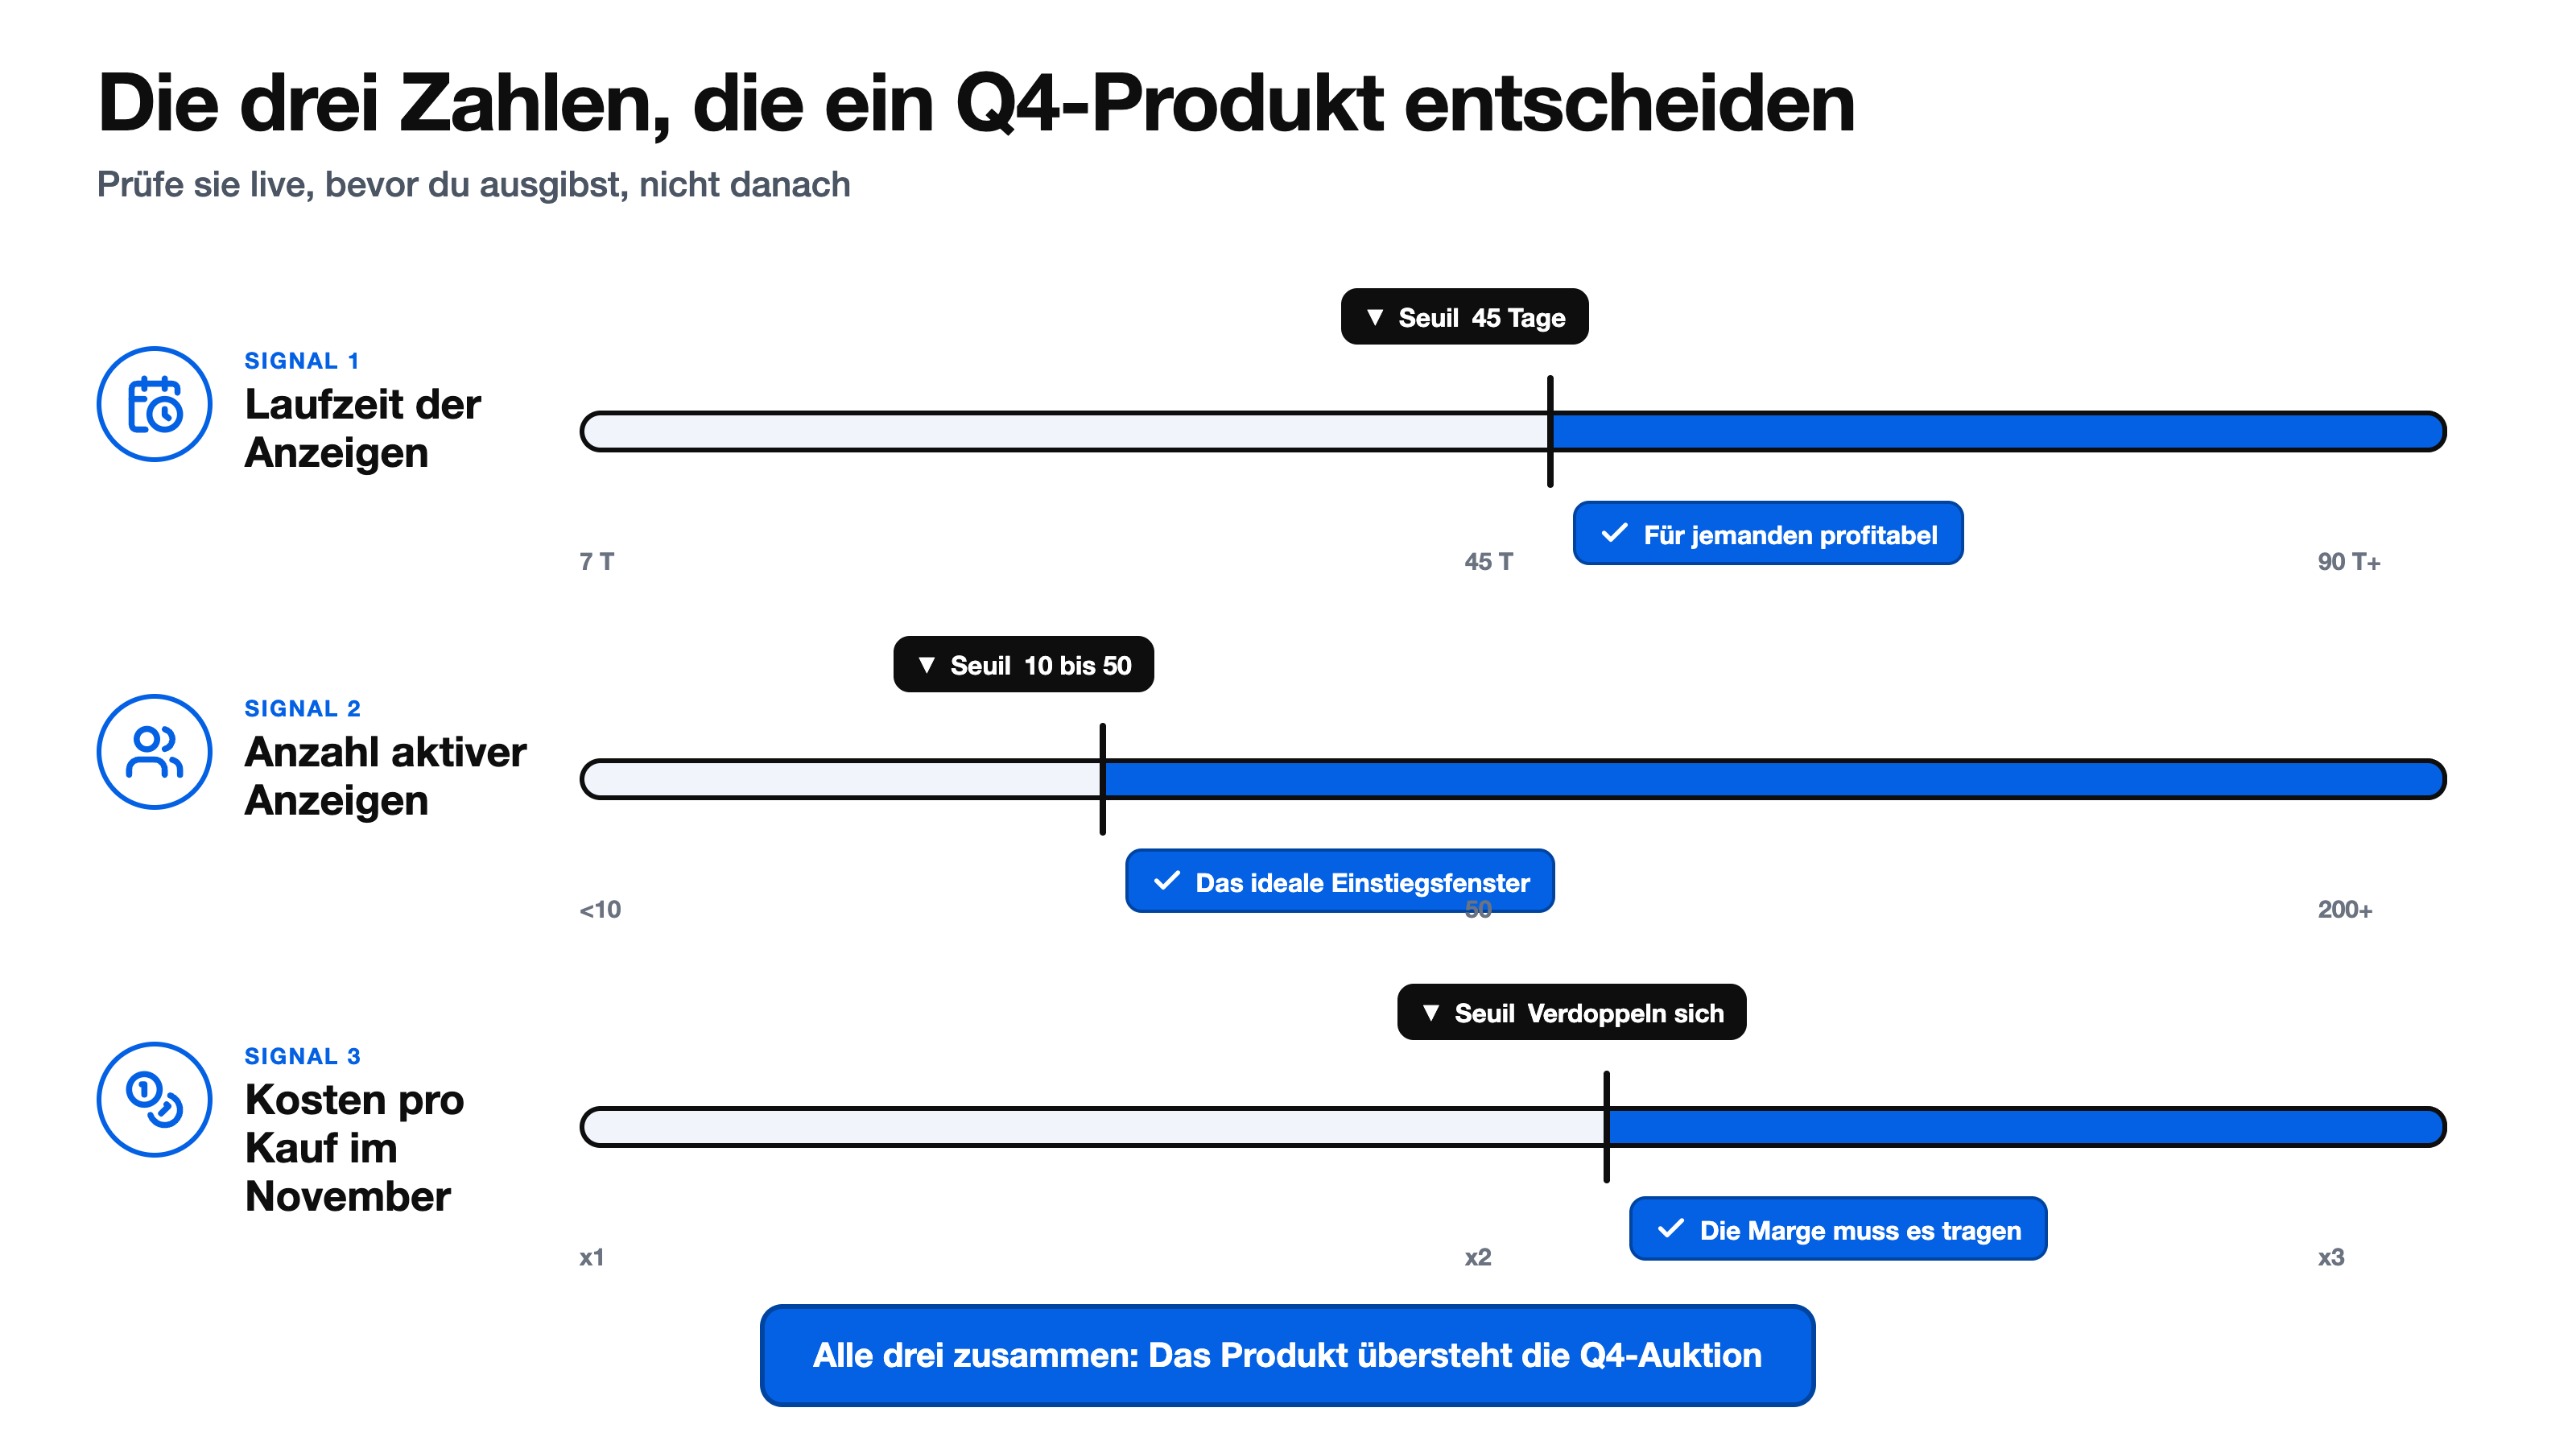 Die drei Zahlen, die ein Q4-Produkt entscheiden
Prüfe sie live, bevor du ausgibst, nicht danach
▼ Seuil 45 Tage
SIGNAL 1
Laufzeit der
Anzeigen
Für jemanden profitabel
7 T
45 T
90 T+
▼ Seuil 10 bis 50
SIGNAL 2
Anzahl aktiver
Anzeigen
Das ideale Einstiegsfenster
<10
50
200+
▼ Seuil Verdoppeln sich
SIGNAL 3
Kosten pro
Kauf im
November
Die Marge muss es tragen
x1
x2
x3
Alle drei zusammen: Das Produkt übersteht die Q4-Auktion